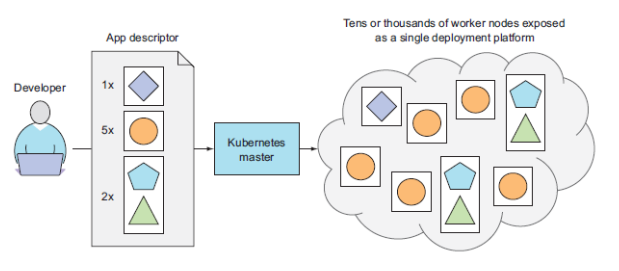 Tens or thousands of worker nodes exposed
as a single deployment platform
App descriptor
Developer
1x
5x
2x
Kubernetes
master